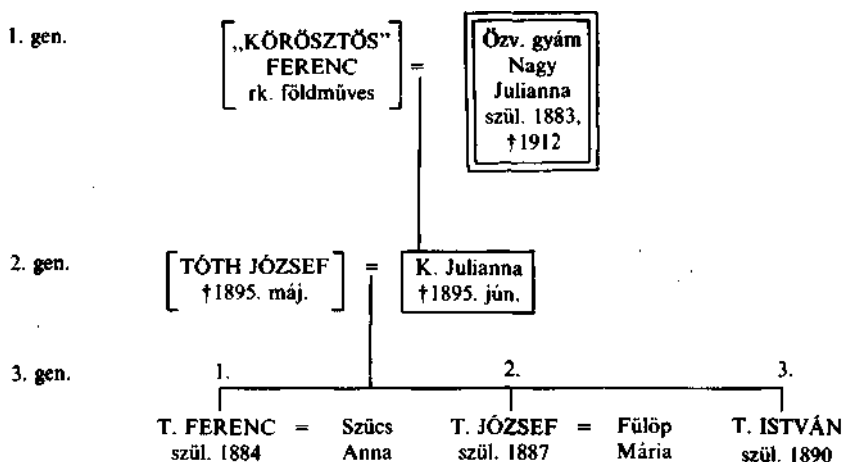 1. gen.
„KÖRÖSZTÖS”
FERENC
rk. földműves
=
Özv. gyám
Nagy
Julianna
szül. 1883,
†1912
2. gen.
TÓTH JÓZSEF
†1895. máj.
=
K. Julianna
†1895. jún.
3. gen.
1. 2. 3.
T. FERENC = Szücs T. JÓZSEF = Fülöp T. ISTVÁN
szül. 1884 Anna szül. 1887 Mária szül. 1890